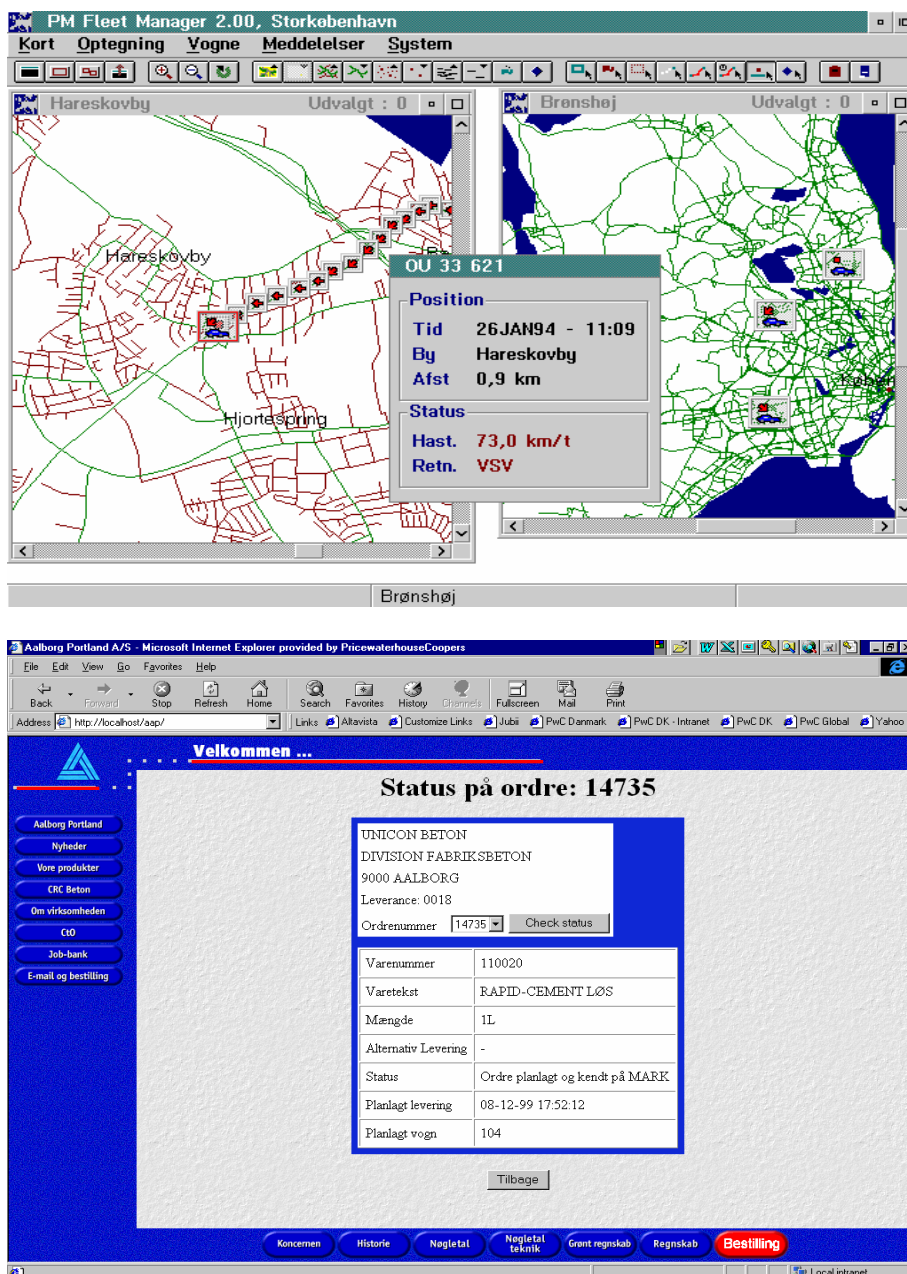 PM Fleet Manager 2.00, Storkøbenhavn
Kort Optegning Vogne Meddelelser System
Hareskovby Udvalgt : 0
Hareskovby
Hjortespring
Brønshøj Udvalgt : 0
OU 33 621
Position
Tid 26JAN94 - 11:09
By Hareskovby
Afst 0,9 km
Status
Hast. 73,0 km/t
Retn. VSV
Brønshøj
Aalborg Portland A/S - Microsoft Internet Explorer provided by PricewaterhouseCoopers
File Edit View Go Favorites Help
Back Forward Stop Refresh Home Search Favorites History Channels Fullscreen Mail Print
Address http://localhost/aap/ Links Altavista Customize Links Jubii PwC Danmark PwC DK - Intranet PwC DK PwC Global Yahoo
Velkommen ...
Aalborg Portland
Nyheder
Vore produkter
CRC Beton
Om virksomheden
CtO
Job-bank
E-mail og bestilling
Status på ordre: 14735
UNICON BETON
DIVISION FABRIKSBETON
9000 AALBORG
Leverance: 0018
Ordrenummer 14735 Check status
Varenummer 110020
Varetekst RAPID-CEMENT LØS
Mængde 1L
Alternativ Levering -
Status Ordre planlagt og kendt på MARK
Planlagt levering 08-12-99 17:52:12
Planlagt vogn 104
Tilbage
Koncernen Historie Nøgletal Nøgletal teknik Grønt regnskab Regnskab Bestilling